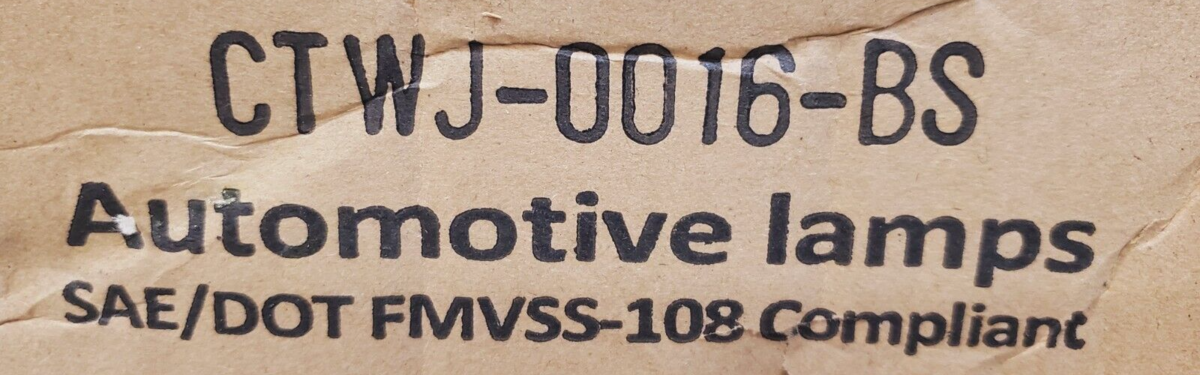 CTWJ-0016-BS
Automotive lamps
SAE/DOT FMVSS-108 Compliant